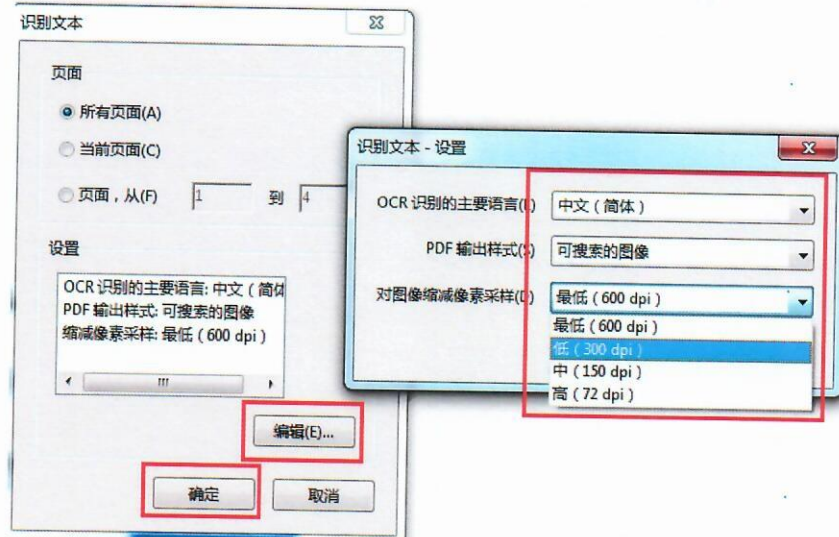 识别文本
页面
所有页面(A)
当前页面(C)
页面，从(F) 1 到 4
设置
OCR 识别的主要语言: 中文（简体
PDF 输出样式: 可搜索的图像
缩减像素采样: 最低（600 dpi）
编辑(E)...
确定 取消
识别文本 - 设置
OCR 识别的主要语言(L) 中文（简体）
PDF 输出样式(S) 可搜索的图像
对图像缩减像素采样(D) 最低（600 dpi）
最低（600 dpi）
低（300 dpi）
中（150 dpi）
高（72 dpi）